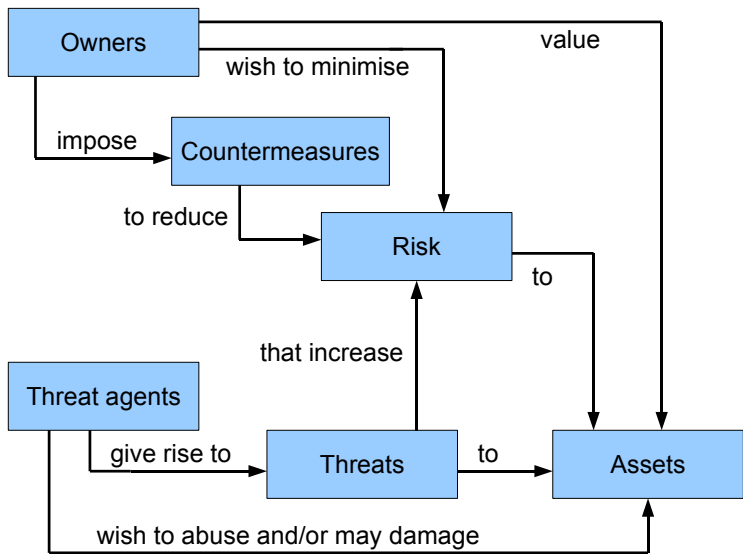 Owners
value
wish to minimise
impose
Countermeasures
to reduce
Risk
to
that increase
Threat agents
give rise to
Threats
to
Assets
wish to abuse and/or may damage